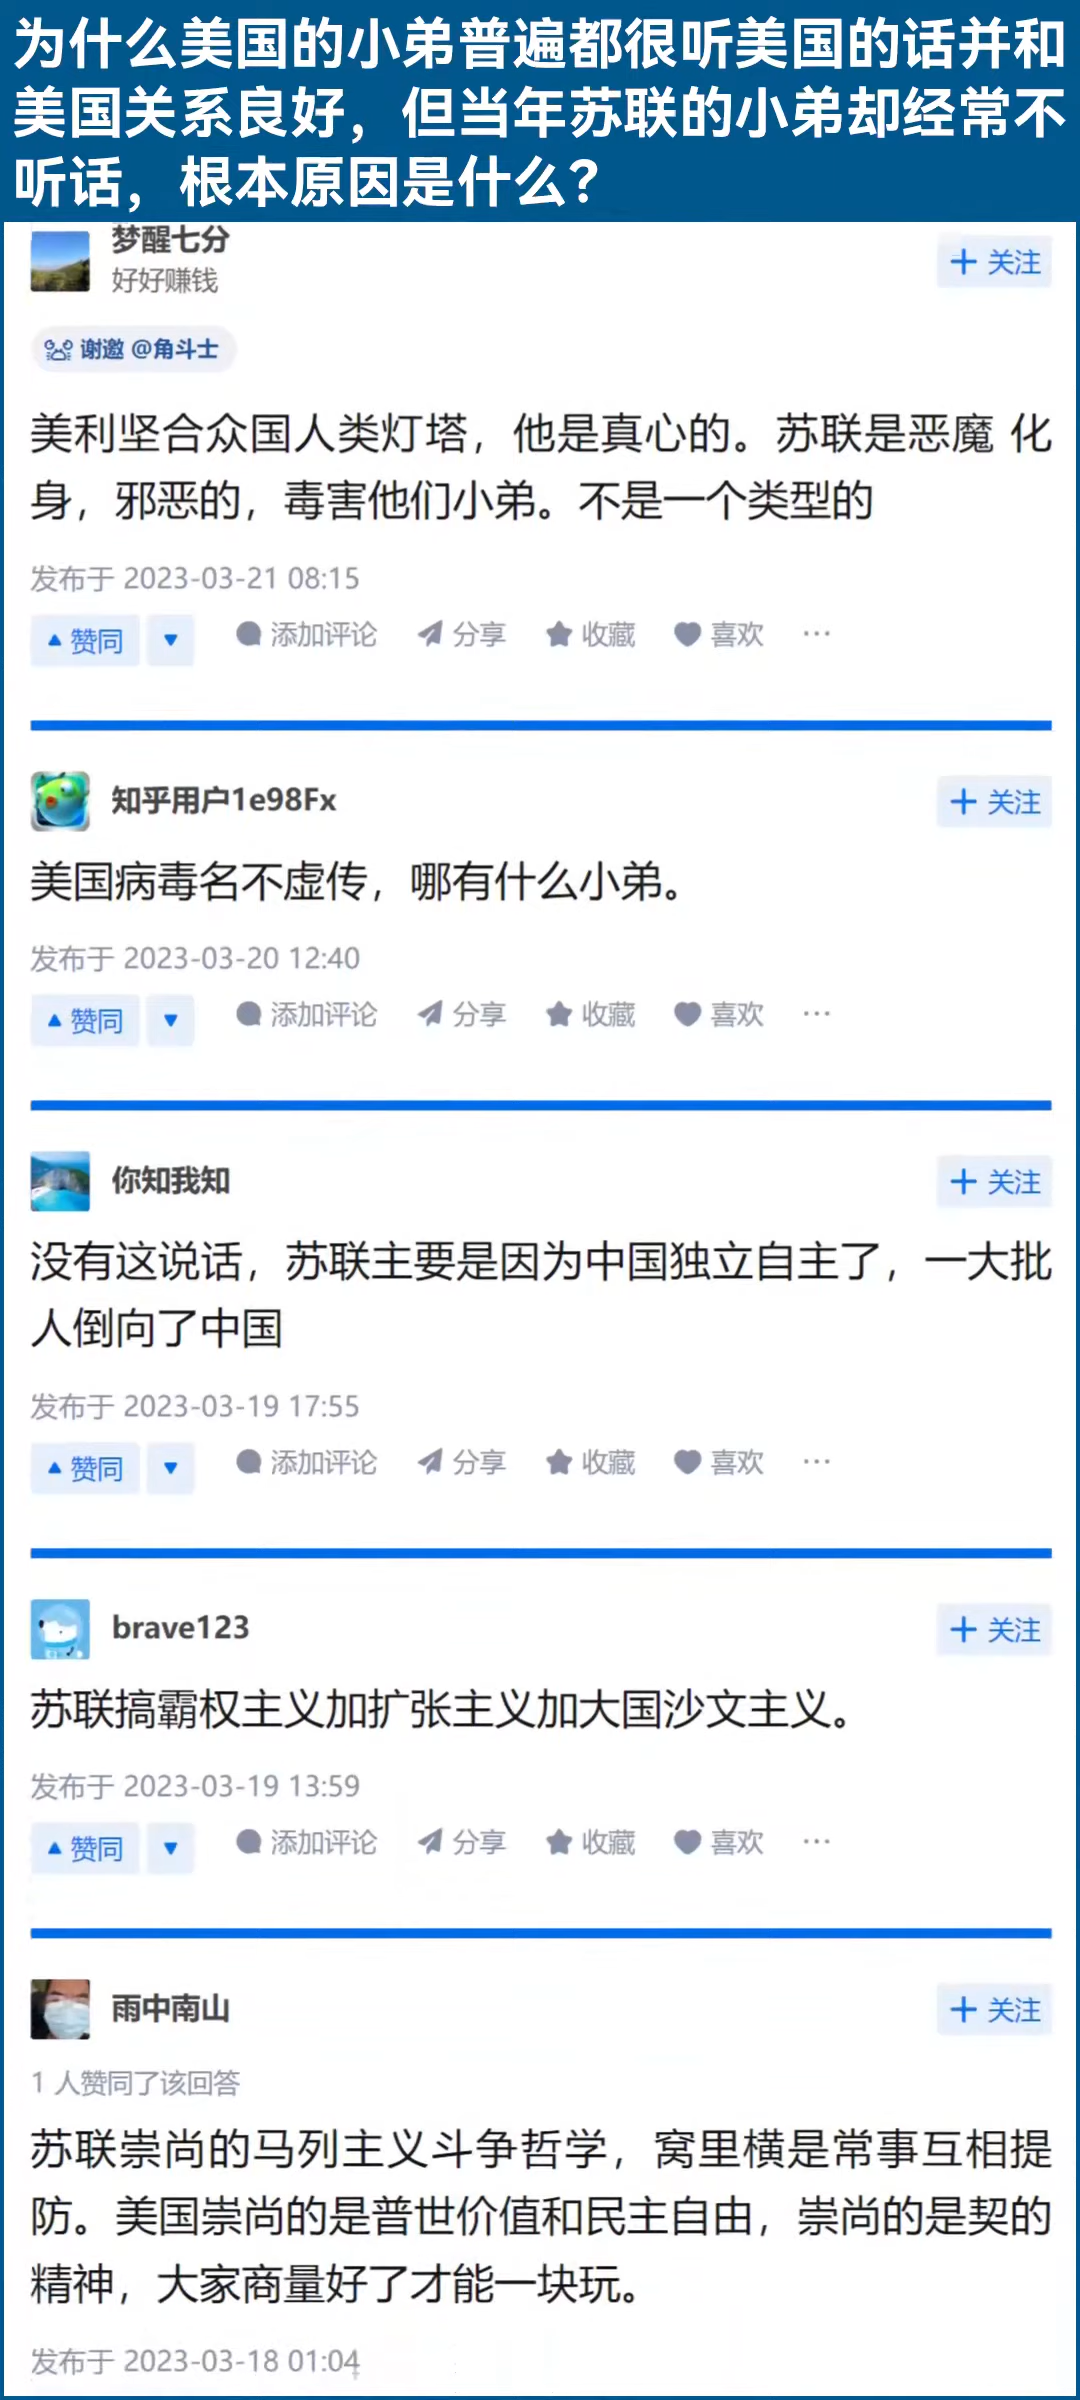 为什么美国的小弟普遍都很听美国的话并和
美国关系良好，但当年苏联的小弟却经常不
听话，根本原因是什么？
梦醒七分
好好赚钱
+ 关注
谢邀 @角斗士
美利坚合众国人类灯塔，他是真心的。苏联是恶魔 化
身，邪恶的，毒害他们小弟。不是一个类型的
发布于 2023-03-21 08:15
赞同 添加评论 分享 收藏 喜欢 ···
知乎用户1e98Fx
+ 关注
美国病毒名不虚传，哪有什么小弟。
发布于 2023-03-20 12:40
赞同 添加评论 分享 收藏 喜欢 ···
你知我知
+ 关注
没有这说话，苏联主要是因为中国独立自主了，一大批
人倒向了中国
发布于 2023-03-19 17:55
赞同 添加评论 分享 收藏 喜欢 ···
brave123
+ 关注
苏联搞霸权主义加扩张主义加大国沙文主义。
发布于 2023-03-19 13:59
赞同 添加评论 分享 收藏 喜欢 ···
雨中南山
+ 关注
1 人赞同了该回答
苏联崇尚的马列主义斗争哲学，窝里横是常事互相提
防。美国崇尚的是普世价值和民主自由，崇尚的是契的
精神，大家商量好了才能一块玩。
发布于 2023-03-18 01:04